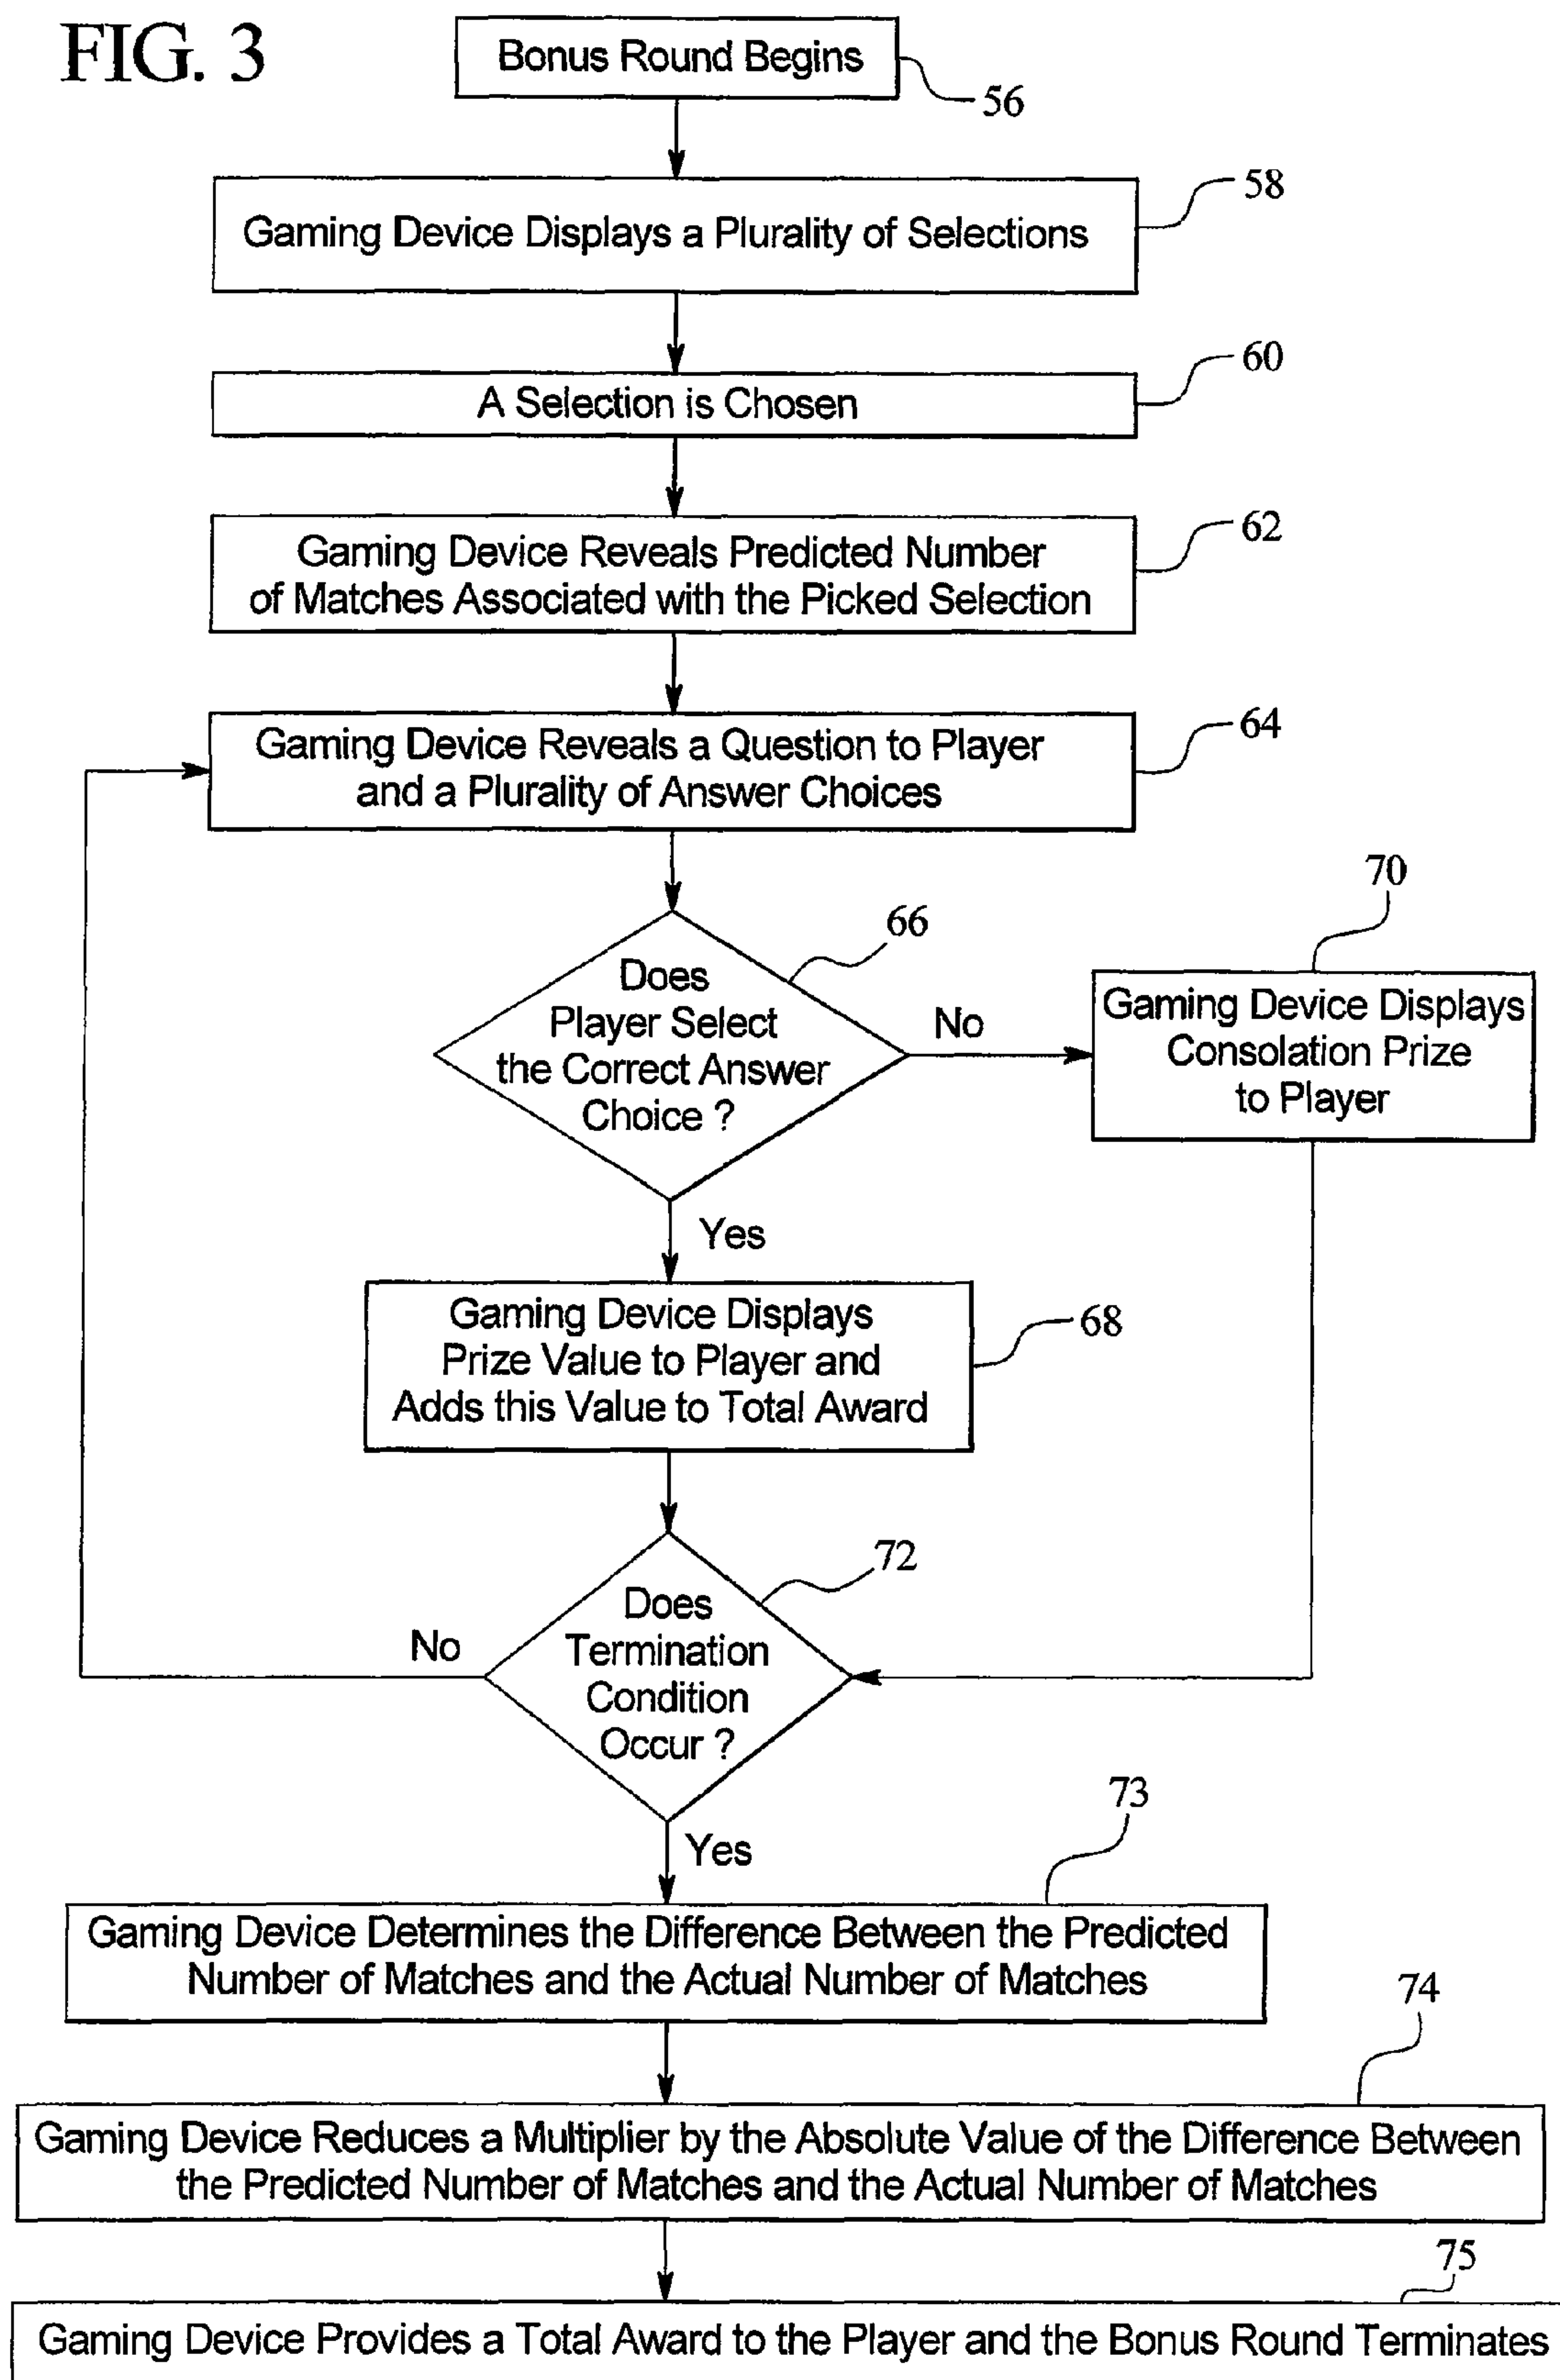 FIG. 3
Bonus Round Begins
56
Gaming Device Displays a Plurality of Selections
58
A Selection is Chosen
60
Gaming Device Reveals Predicted Number
of Matches Associated with the Picked Selection
62
Gaming Device Reveals a Question to Player
and a Plurality of Answer Choices
64
Does
Player Select
the Correct Answer
Choice ?
66
No
70
Gaming Device Displays
Consolation Prize
to Player
Yes
Gaming Device Displays
Prize Value to Player and
Adds this Value to Total Award
68
Does
Termination
Condition
Occur ?
72
No
Yes
73
Gaming Device Determines the Difference Between the Predicted
Number of Matches and the Actual Number of Matches
74
Gaming Device Reduces a Multiplier by the Absolute Value of the Difference Between
the Predicted Number of Matches and the Actual Number of Matches
75
Gaming Device Provides a Total Award to the Player and the Bonus Round Terminates